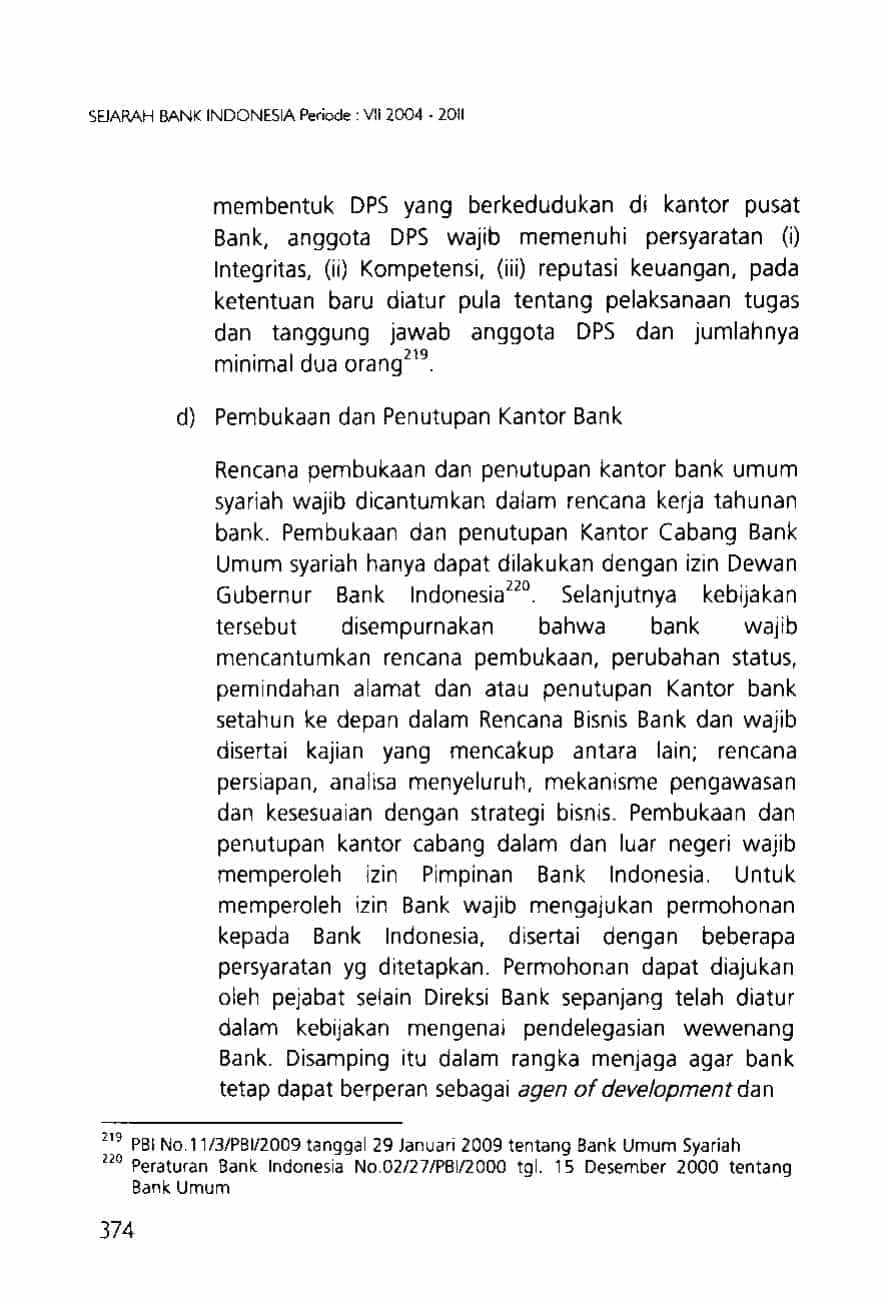 SEJARAH BANK INDONESIA Periode : VII 2004 - 2011
membentuk DPS yang berkedudukan di kantor pusat
Bank, anggota DPS wajib memenuhi persyaratan (i)
Integritas, (ii) Kompetensi, (iii) reputasi keuangan, pada
ketentuan baru diatur pula tentang pelaksanaan tugas
dan tanggung jawab anggota DPS dan jumlahnya
minimal dua orang²¹⁹.
d) Pembukaan dan Penutupan Kantor Bank
Rencana pembukaan dan penutupan kantor bank umum
syariah wajib dicantumkan dalam rencana kerja tahunan
bank. Pembukaan dan penutupan Kantor Cabang Bank
Umum syariah hanya dapat dilakukan dengan izin Dewan
Gubernur Bank Indonesia²²⁰. Selanjutnya kebijakan
tersebut disempurnakan bahwa bank wajib
mencantumkan rencana pembukaan, perubahan status,
pemindahan alamat dan atau penutupan Kantor bank
setahun ke depan dalam Rencana Bisnis Bank dan wajib
disertai kajian yang mencakup antara lain; rencana
persiapan, analisa menyeluruh, mekanisme pengawasan
dan kesesuaian dengan strategi bisnis. Pembukaan dan
penutupan kantor cabang dalam dan luar negeri wajib
memperoleh izin Pimpinan Bank Indonesia. Untuk
memperoleh izin Bank wajib mengajukan permohonan
kepada Bank Indonesia, disertai dengan beberapa
persyaratan yg ditetapkan. Permohonan dapat diajukan
oleh pejabat selain Direksi Bank sepanjang telah diatur
dalam kebijakan mengenai pendelegasian wewenang
Bank. Disamping itu dalam rangka menjaga agar bank
tetap dapat berperan sebagai agen of development dan
²¹⁹ PBI No.11/3/PBI/2009 tanggal 29 Januari 2009 tentang Bank Umum Syariah
²²⁰ Peraturan Bank Indonesia No.02/27/PBI/2000 tgl. 15 Desember 2000 tentang
Bank Umum
374